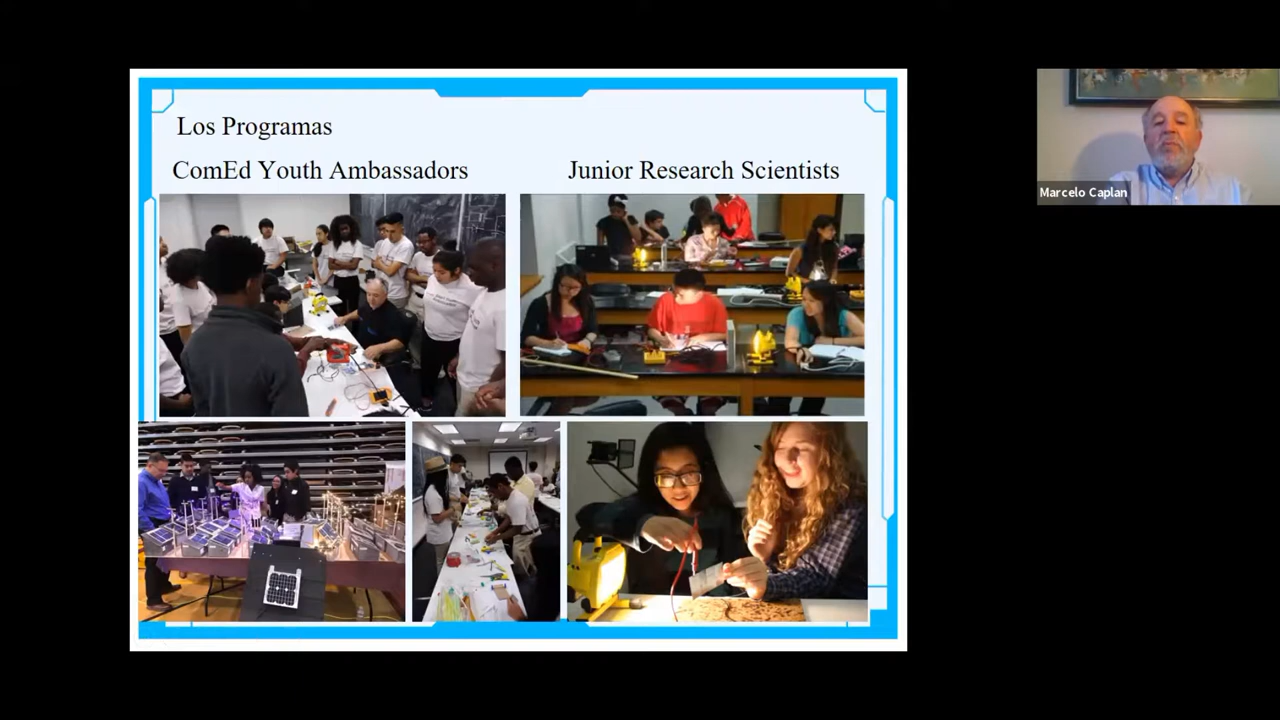 Los Programas
ComEd Youth Ambassadors
Junior Research Scientists
Marcelo Caplan